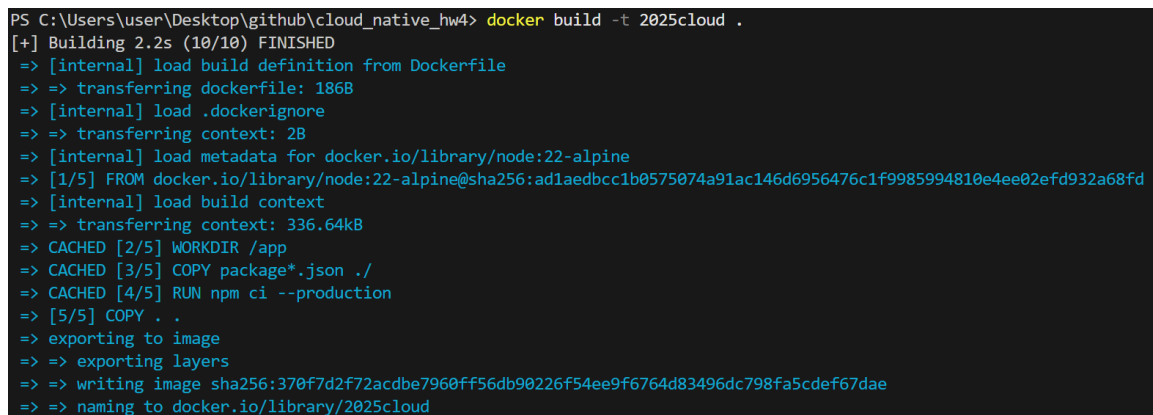 PS C:\Users\user\Desktop\github\cloud_native_hw4> docker build -t 2025cloud .
[+] Building 2.2s (10/10) FINISHED
=> [internal] load build definition from Dockerfile
=> => transferring dockerfile: 186B
=> [internal] load .dockerignore
=> => transferring context: 2B
=> [internal] load metadata for docker.io/library/node:22-alpine
=> [1/5] FROM docker.io/library/node:22-alpine@sha256:ad1aedbcc1b0575074a91ac146d6956476c1f9985994810e4ee02efd932a68fd
=> [internal] load build context
=> => transferring context: 336.64kB
=> CACHED [2/5] WORKDIR /app
=> CACHED [3/5] COPY package*.json ./
=> CACHED [4/5] RUN npm ci --production
=> [5/5] COPY . .
=> exporting to image
=> => exporting layers
=> => writing image sha256:370f7d2f72acdbe7960ff56db90226f54ee9f6764d83496dc798fa5cdef67dae
=> => naming to docker.io/library/2025cloud